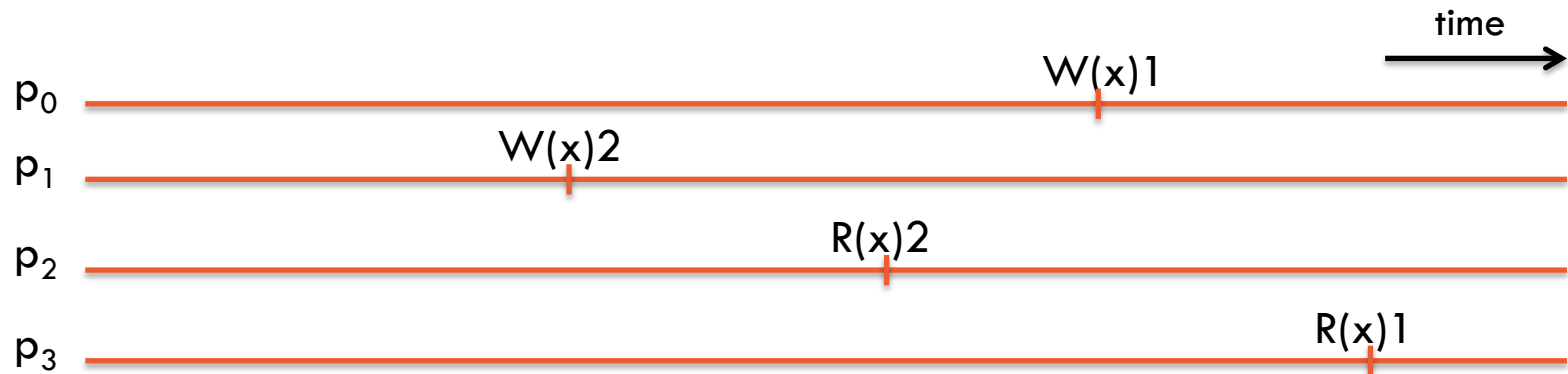 time
W(x)1
p₀
W(x)2
p₁
R(x)2
p₂
R(x)1
p₃